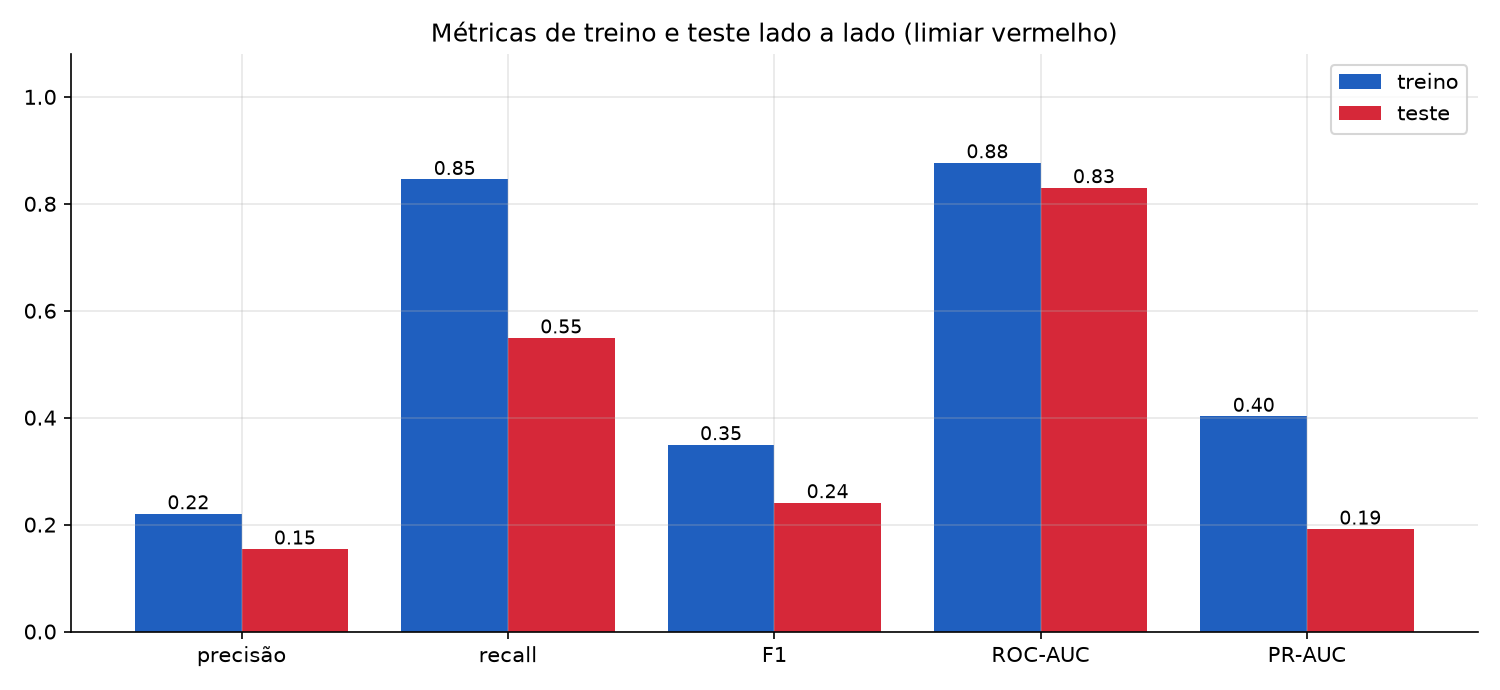 Métricas de treino e teste lado a lado (limiar vermelho)
treino
teste
1.0
0.8
0.6
0.4
0.2
0.0
0.22
0.15
0.85
0.55
0.35
0.24
0.88
0.83
0.40
0.19
precisão
recall
F1
ROC-AUC
PR-AUC